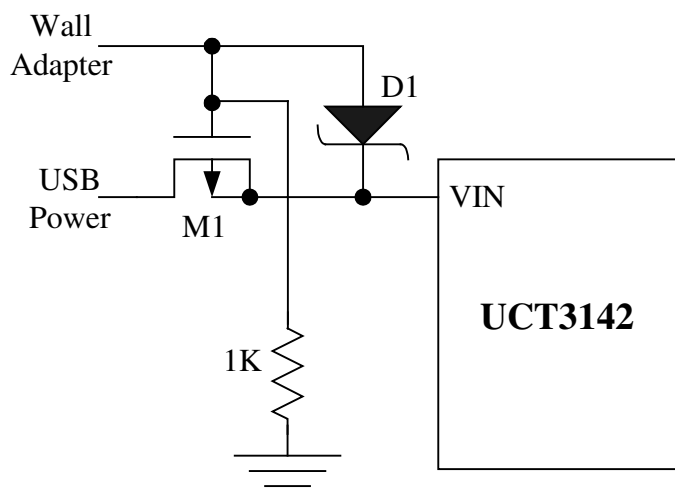 Wall
Adapter
D1
USB
Power
M1
VIN
UCT3142
1K